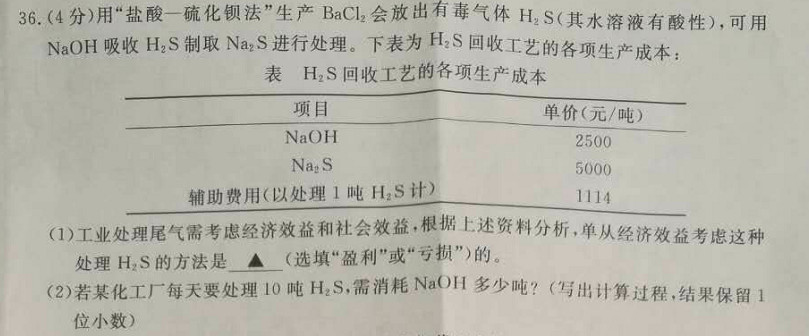 36.(4分)用“盐酸—硫化钡法”生产 BaCl₂会放出有毒气体 H₂S(其水溶液有酸性),可用
NaOH 吸收 H₂S 制取 Na₂S 进行处理。下表为 H₂S 回收工艺的各项生产成本:
表 H₂S 回收工艺的各项生产成本
项目 单价(元/吨)
NaOH 2500
Na₂S 5000
辅助费用(以处理 1 吨 H₂S 计) 1114
(1)工业处理尾气需考虑经济效益和社会效益,根据上述资料分析,单从经济效益考虑这种
处理 H₂S 的方法是 ▲ (选填“盈利”或“亏损”)的。
(2)若某化工厂每天要处理 10 吨 H₂S,需消耗 NaOH 多少吨?(写出计算过程,结果保留 1
位小数)